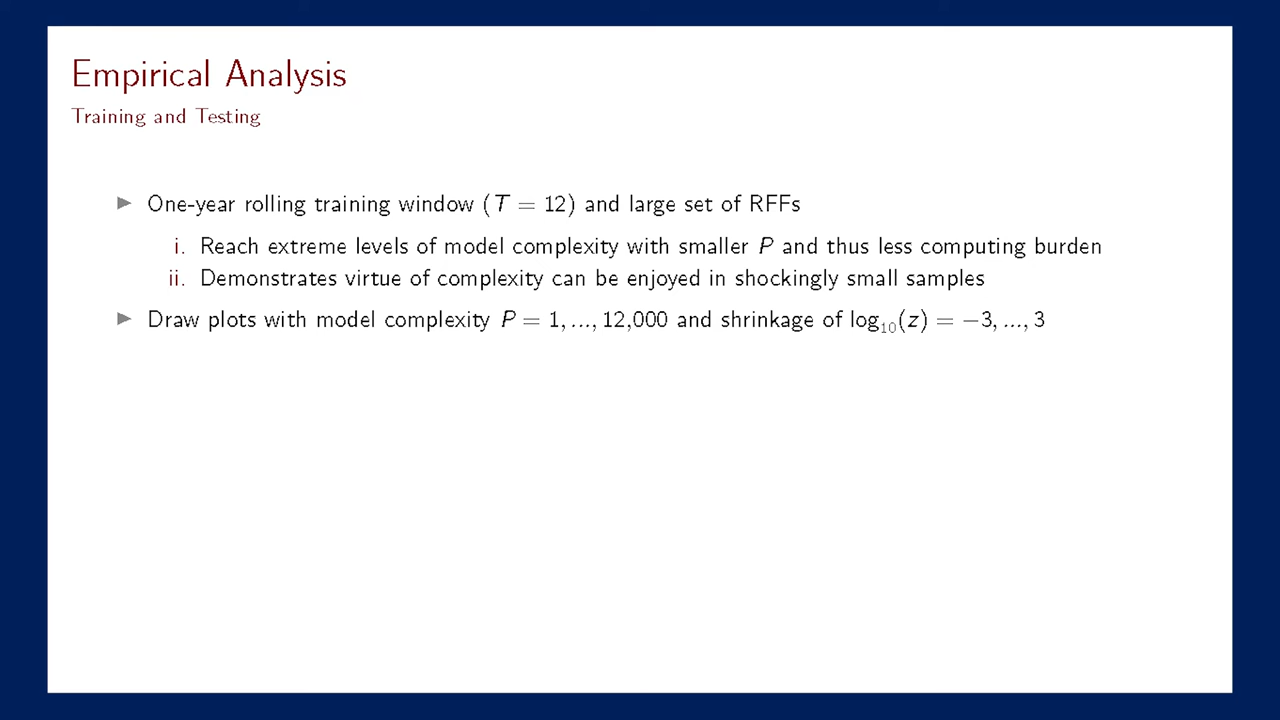 Empirical Analysis
Training and Testing
▶ One-year rolling training window (T = 12) and large set of RFFs
i. Reach extreme levels of model complexity with smaller P and thus less computing burden
ii. Demonstrates virtue of complexity can be enjoyed in shockingly small samples
▶ Draw plots with model complexity P = 1, ..., 12,000 and shrinkage of log₁₀(z) = −3, ..., 3